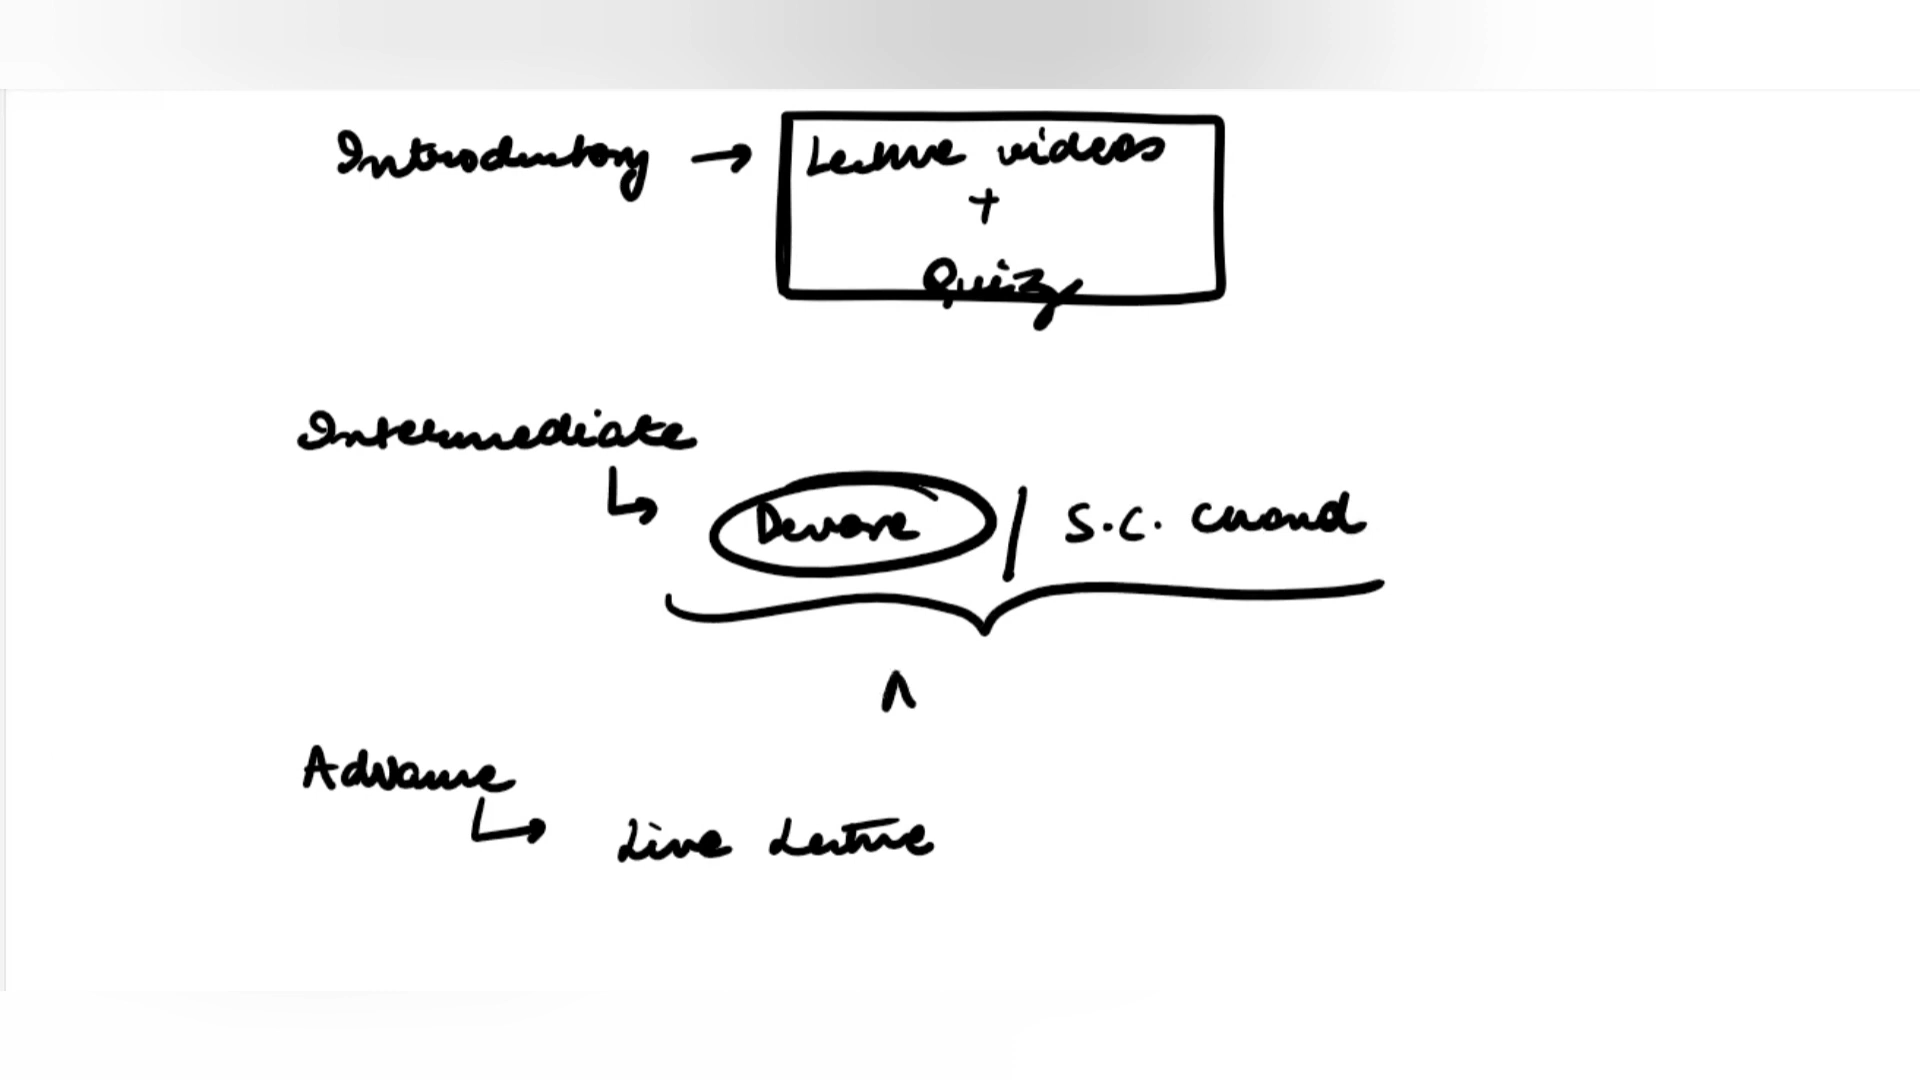 Introductory → Lecture videos
+
Quiz
Intermediate
↳ Devore / S.C. Chand
Advance
↳ Live Lecture